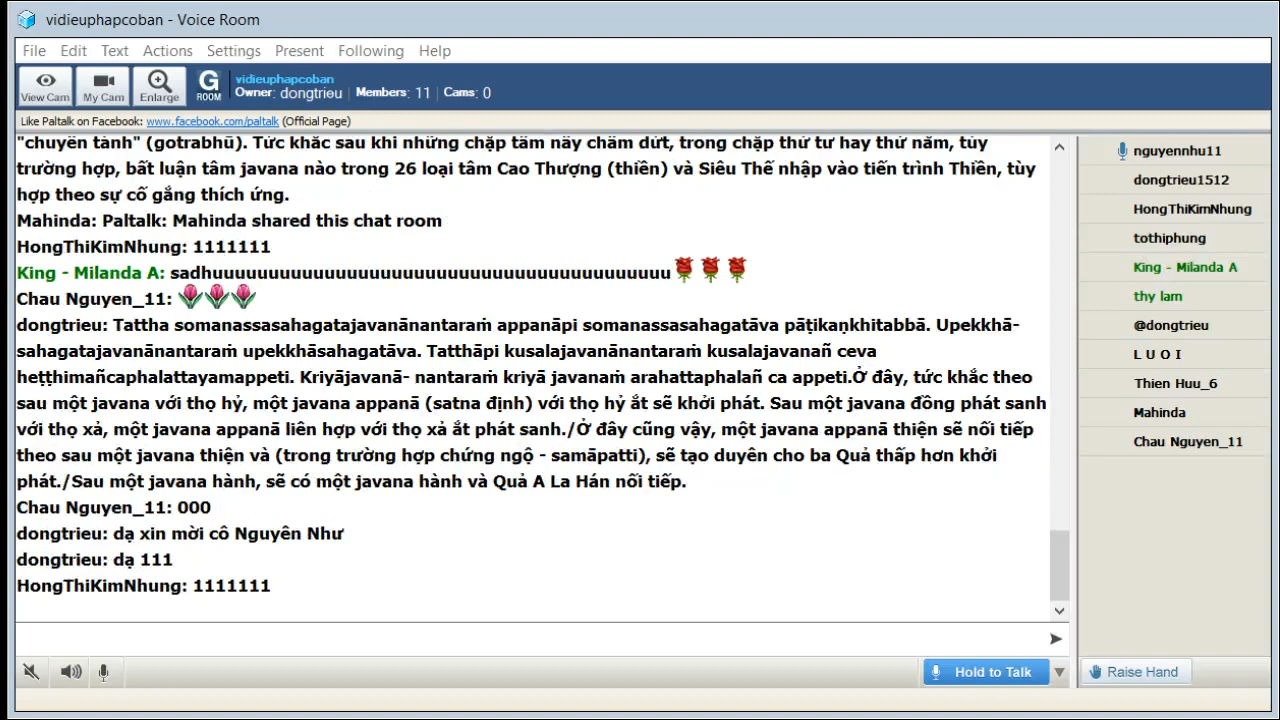 vidieuphapcoban - Voice Room
File Edit Text Actions Settings Present Following Help
View Cam
My Cam
Enlarge
G
ROOM
vidieuphapcoban
Owner: dongtrieu | Members: 11 | Cams: 0
Like Paltalk on Facebook: www.facebook.com/paltalk (Official Page)
"chuyển tánh" (gotrabhū). Tức khắc sau khi những chặp tâm nầy chấm dứt, trong chặp thứ tư hay thứ năm, tùy
trường hợp, bất luận tâm javana nào trong 26 loại tâm Cao Thượng (thiền) và Siêu Thế nhập vào tiến trình Thiền, tùy
hợp theo sự cố gắng thích ứng.
Mahinda: Paltalk: Mahinda shared this chat room
HongThiKimNhung: 1111111
King - Milanda A: sadhuuuuuuuuuuuuuuuuuuuuuuuuuuuuuuuuuuuuuuuuu
Chau Nguyen_11:
dongtrieu: Tattha somanassasahagatajavanānantaraṁ appanāpi somanassasahagatāva pāṭikaṇkhitabbā. Upekkhā-
sahagatajavanānantaraṁ upekkhāsahagatāva. Tatthāpi kusalajavanānantaraṁ kusalajavanañ ceva
heṭṭhimañcaphalattayamappeti. Kriyājavanā- nantaraṁ kriyā javanaṁ arahattaphalañ ca appeti.Ở đây, tức khắc theo
sau một javana với thọ hỷ, một javana appanā (satna định) với thọ hỷ ắt sẽ khởi phát. Sau một javana đồng phát sanh
với thọ xả, một javana appanā liên hợp với thọ xả ắt phát sanh./Ở đây cũng vậy, một javana appanā thiện sẽ nối tiếp
theo sau một javana thiện và (trong trường hợp chứng ngộ - samāpatti), sẽ tạo duyên cho ba Quả thấp hơn khởi
phát./Sau một javana hành, sẽ có một javana hành và Quả A La Hán nối tiếp.
Chau Nguyen_11: 000
dongtrieu: dạ xin mời cô Nguyên Như
dongtrieu: dạ 111
HongThiKimNhung: 1111111
nguyennhu11
dongtrieu1512
HongThiKimNhung
tothiphung
King - Milanda A
thy lam
@dongtrieu
L U O I
Thien Huu_6
Mahinda
Chau Nguyen_11
Hold to Talk
Raise Hand